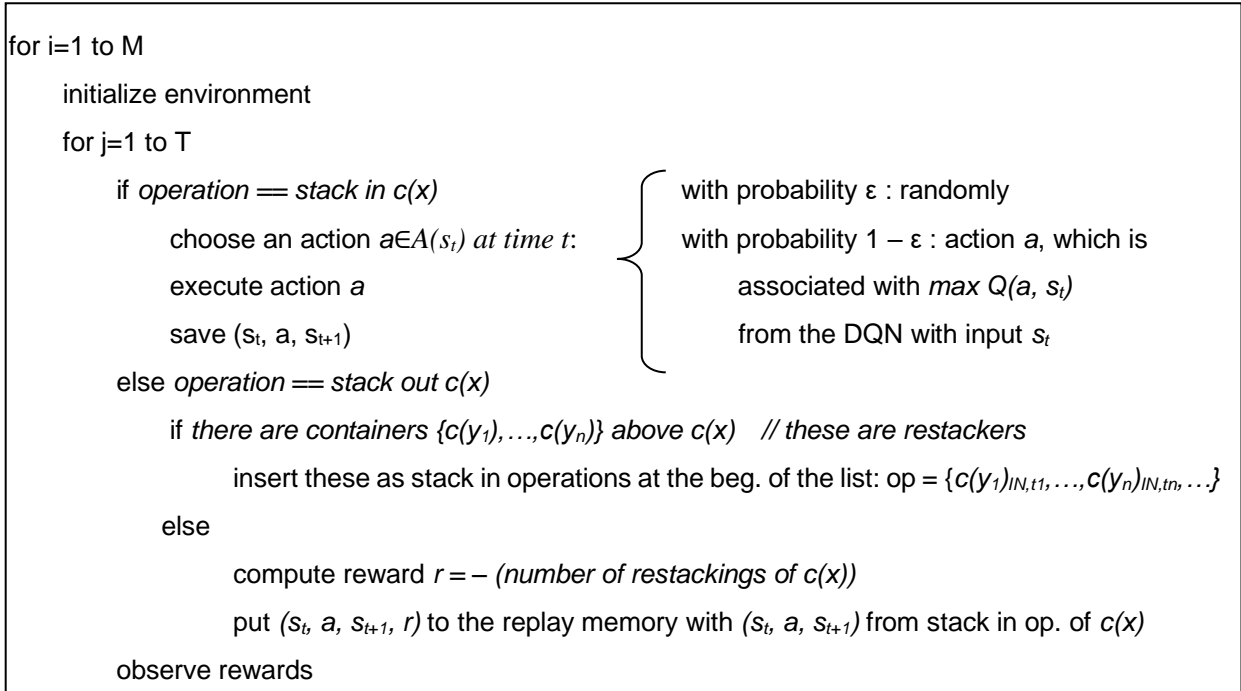 for i=1 to M
initialize environment
for j=1 to T
if operation == stack in c(x)
choose an action a∈A(sₜ) at time t:
execute action a
save (sₜ, a, sₜ₊₁)
with probability ε : randomly
with probability 1 – ε : action a, which is
associated with max Q(a, sₜ)
from the DQN with input sₜ
else operation == stack out c(x)
if there are containers {c(y₁),…,c(yₙ)} above c(x) // these are restackers
insert these as stack in operations at the beg. of the list: op = {c(y₁)IN,t1,…,c(yₙ)IN,tn,…}
else
compute reward r = – (number of restackings of c(x))
put (sₜ, a, sₜ₊₁, r) to the replay memory with (sₜ, a, sₜ₊₁) from stack in op. of c(x)
observe rewards